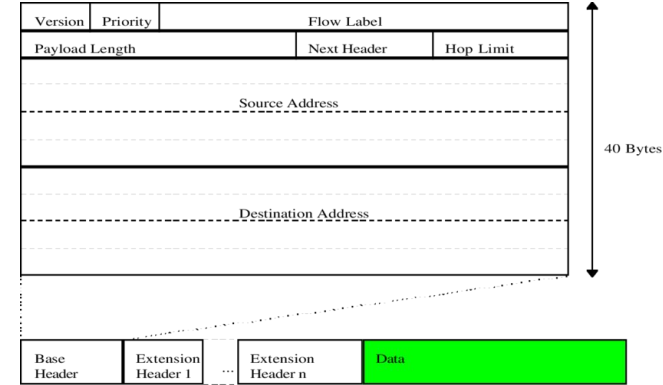 Version Priority Flow Label
Payload Length Next Header Hop Limit
Source Address
40 Bytes
Destination Address
Base Header
Extension Header 1
...
Extension Header n
Data